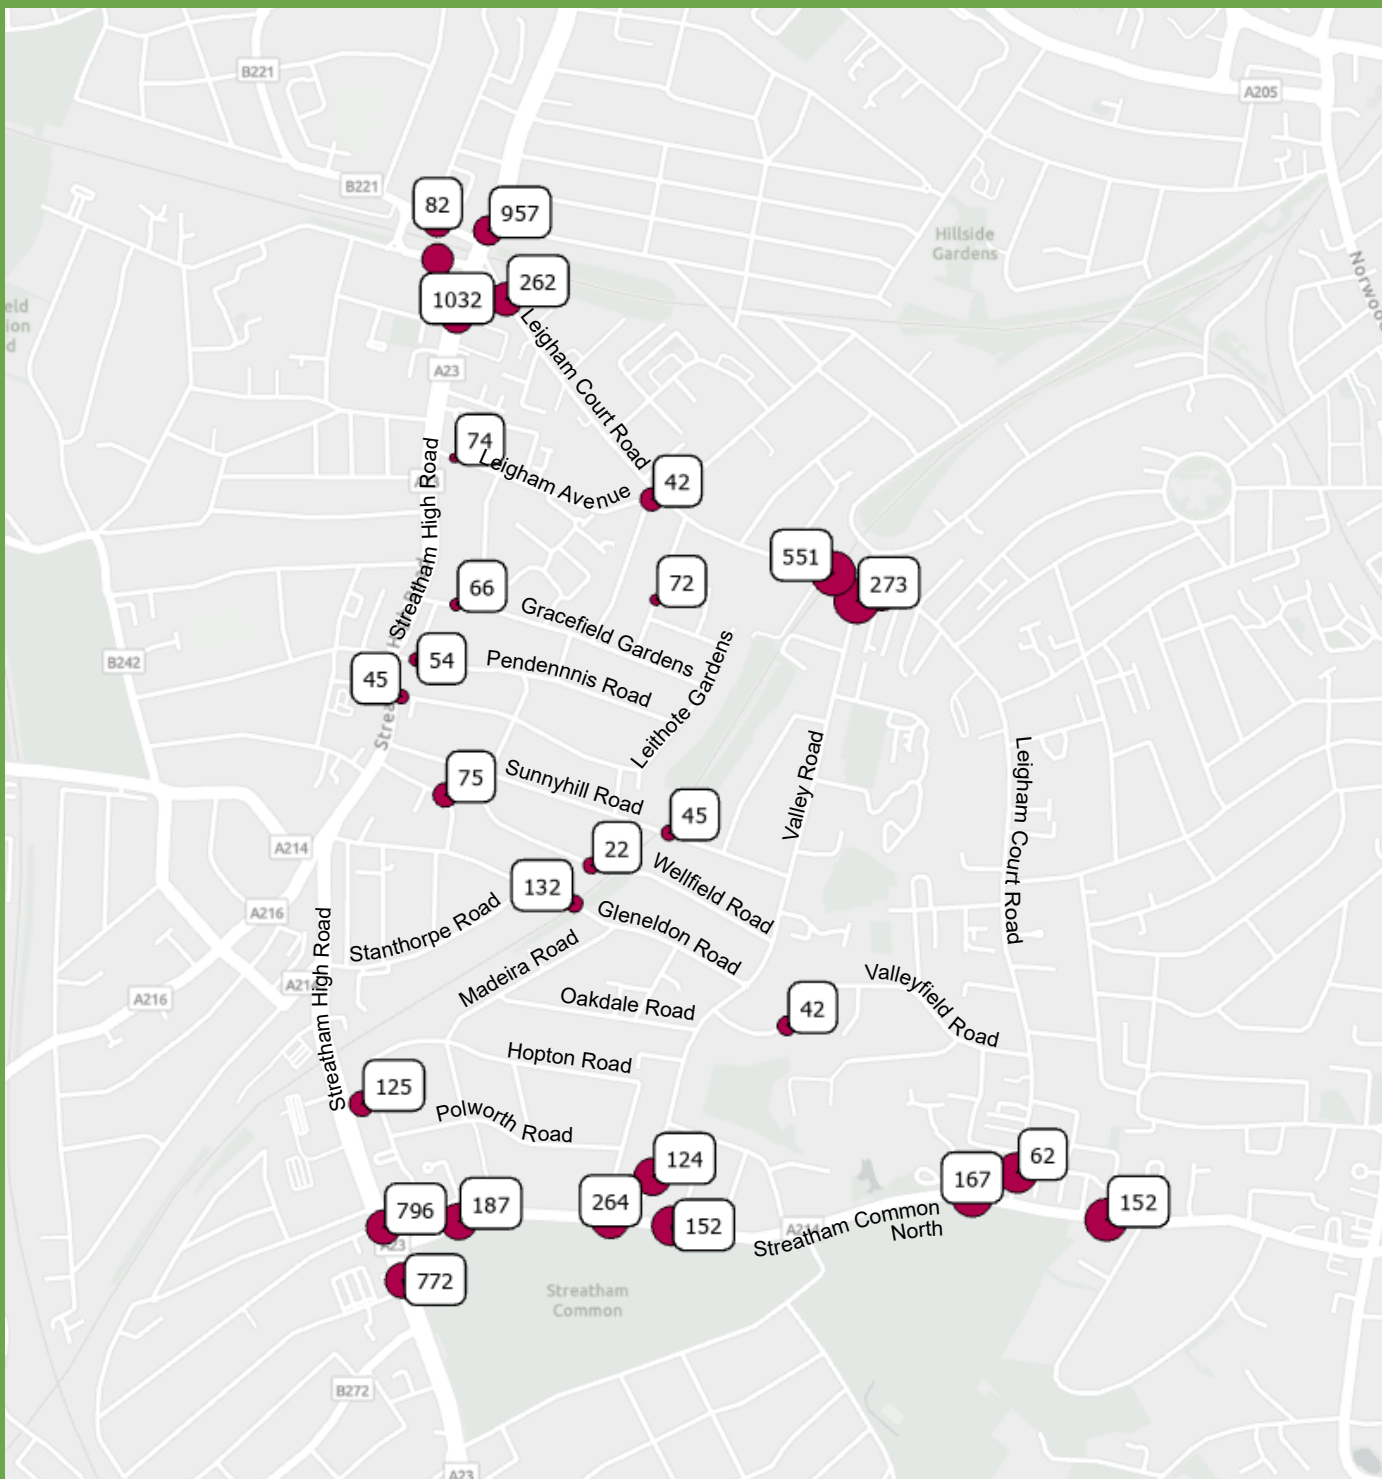 B221
A205
B221
82
957
Hillside
Gardens
262
1032
Leigham Court Road
A23
74
Leigham Avenue
42
Streatham High Road
551
273
72
66
Gracefield Gardens
54
Pendennnis Road
45
B242
Leithote Gardens
Valley Road
Leigham Court Road
75
Sunnyhill Road
45
22
A214
132
Wellfield Road
A216
Stanthorpe Road
Gleneldon Road
Madeira Road
Streatham High Road
A216
Oakdale Road
Valleyfield Road
42
Hopton Road
125
Polworth Road
124
62
167
152
264
187
796
152
A214
Streatham Common
North
A23
772
Streatham
Common
B272
A23